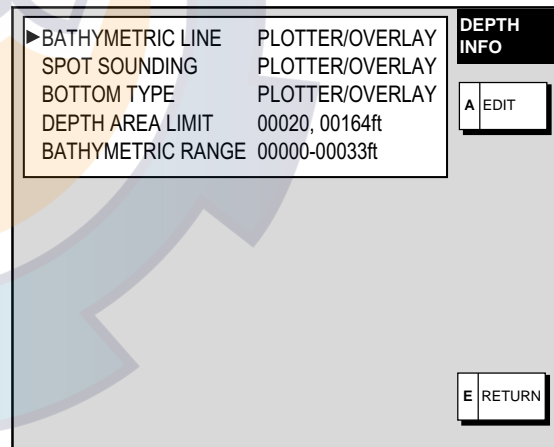 DEPTH
INFO
▶BATHYMETRIC LINE PLOTTER/OVERLAY
SPOT SOUNDING PLOTTER/OVERLAY
BOTTOM TYPE PLOTTER/OVERLAY
DEPTH AREA LIMIT 00020, 00164ft
BATHYMETRIC RANGE 00000-00033ft
A EDIT
E RETURN